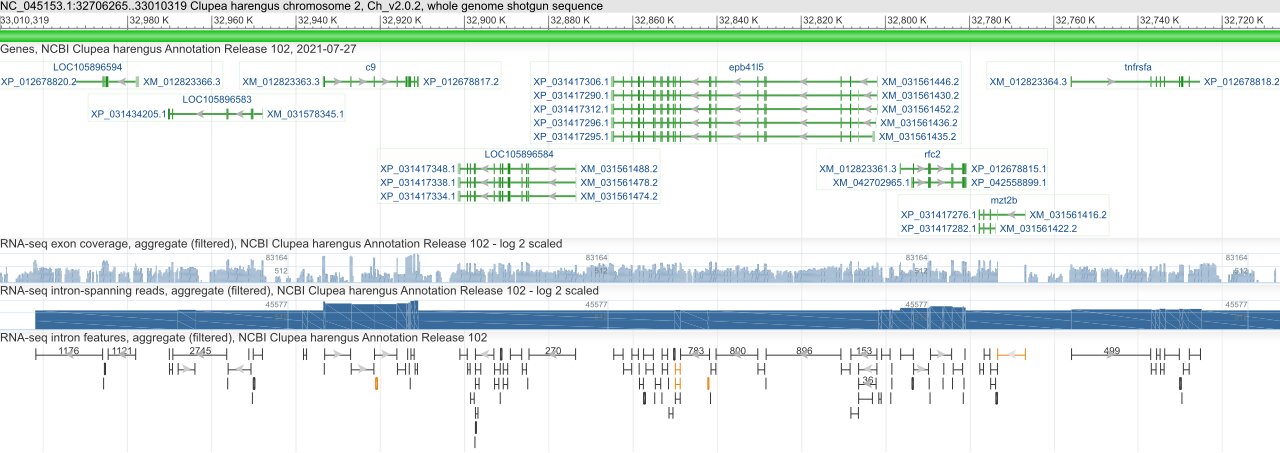 NC_045153.1:32706265..33010319 Clupea harengus chromosome 2, Ch_v2.0.2, whole genome shotgun sequence
33,010,319 32,980 K 32,960 K 32,940 K 32,920 K 32,900 K 32,880 K 32,860 K 32,840 K 32,820 K 32,800 K 32,780 K 32,760 K 32,740 K 32,720 K
Genes, NCBI Clupea harengus Annotation Release 102, 2021-07-27
LOC105896594 c9 epb41l5 tnfrsfa
XP_012678820.2 XM_012823366.3 XM_012823363.3 XP_012678817.2 XP_031417306.1 XM_031561446.2 XM_012823364.3 XP_012678818.2
XP_031417290.1 XM_031561430.2
LOC105896583
XP_031434205.1 XM_031578345.1 XP_031417312.1 XM_031561452.2
XP_031417296.1 XM_031561436.2
XP_031417295.1 XM_031561435.2
LOC105896584 rfc2
XP_031417348.1 XM_031561488.2 XM_012823361.3 XP_012678815.1
XP_031417338.1 XM_031561478.2 XM_042702965.1 XP_042558899.1
XP_031417334.1 XM_031561474.2
mzt2b
XP_031417276.1 XM_031561416.2
XP_031417282.1 XM_031561422.2
RNA-seq exon coverage, aggregate (filtered), NCBI Clupea harengus Annotation Release 102 - log 2 scaled
83164 83164 83164 83164
512 512 512 512
RNA-seq intron-spanning reads, aggregate (filtered), NCBI Clupea harengus Annotation Release 102 - log 2 scaled
45577 45577 45577 45577
RNA-seq intron features, aggregate (filtered), NCBI Clupea harengus Annotation Release 102
1176 1121 2745 270 783 800 896 153 499
36